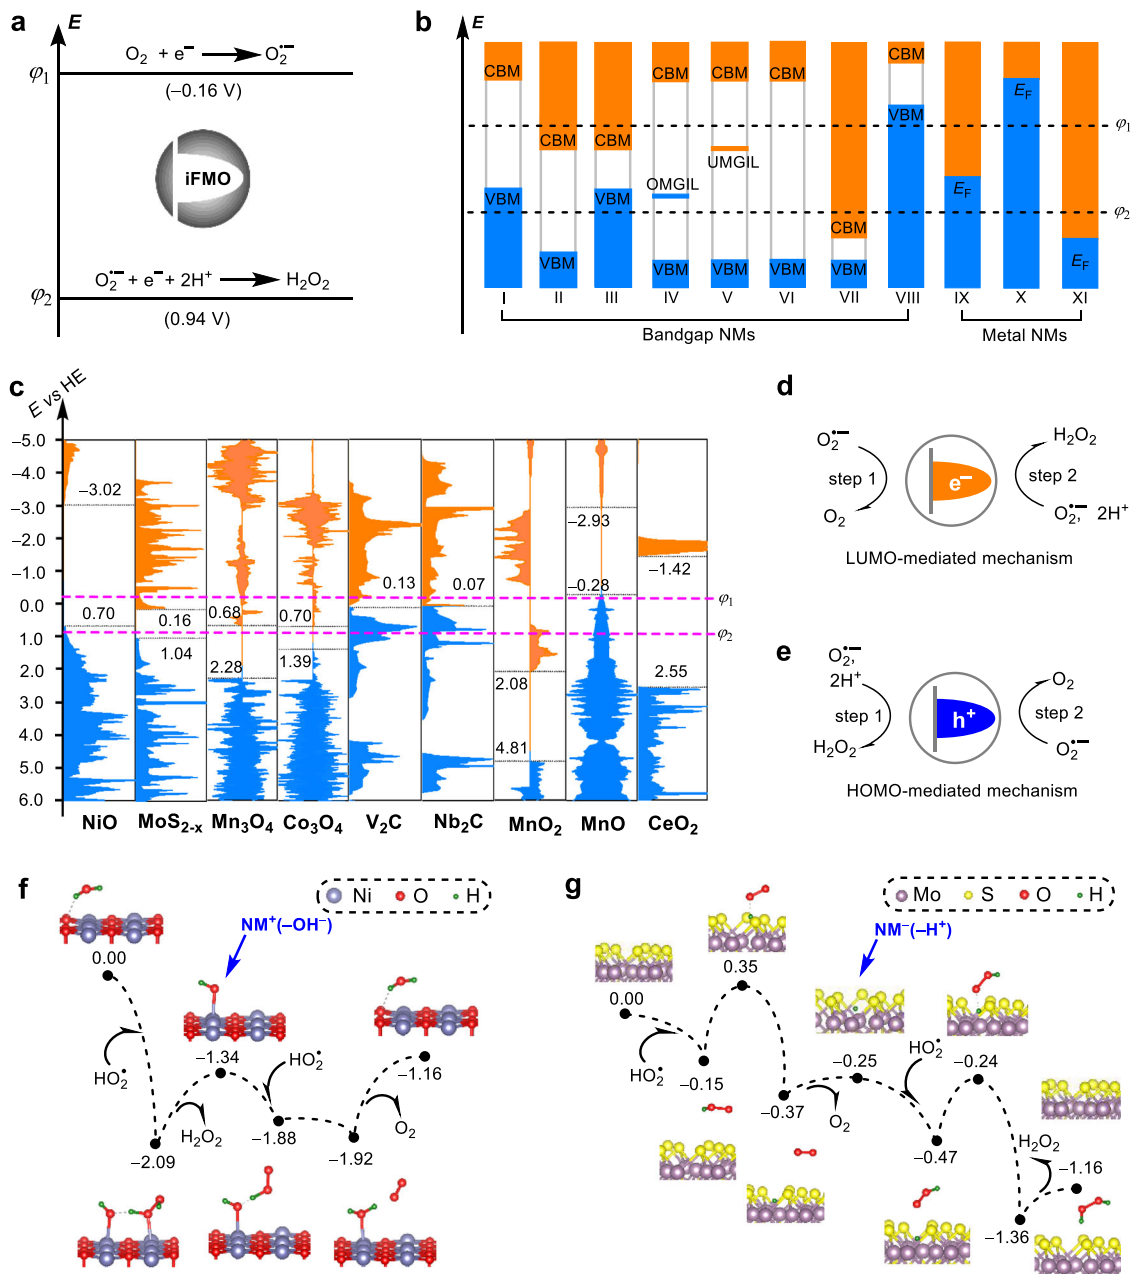 a
E
O₂ + e⁻ ⟶ O₂•⁻
φ₁
(−0.16 V)
iFMO
O₂•⁻ + e⁻ + 2H⁺ ⟶ H₂O₂
φ₂
(0.94 V)
b
E
CBM
CBM
CBM
CBM
CBM
CBM
CBM
CBM
VBM
VBM
VBM
VBM
VBM
VBM
VBM
VBM
OMGIL
UMGIL
E_F
E_F
E_F
φ₁
φ₂
I II III IV V VI VII VIII IX X XI
Bandgap NMs
Metal NMs
c
E vs HE
−5.0
−4.0
−3.0
−2.0
−1.0
0.0
1.0
2.0
3.0
4.0
5.0
6.0
−3.02
0.70
0.16
1.04
0.68
2.28
0.70
1.39
0.13
0.07
2.08
4.81
−2.93
−0.28
−1.42
2.55
φ₁
φ₂
NiO MoS₂₋ₓ Mn₃O₄ Co₃O₄ V₂C Nb₂C MnO₂ MnO CeO₂
d
O₂•⁻
step 1
O₂
e⁻
H₂O₂
step 2
O₂•⁻, 2H⁺
LUMO-mediated mechanism
e
O₂•⁻,
2H⁺
step 1
H₂O₂
h⁺
O₂
step 2
O₂•⁻
HOMO-mediated mechanism
f
Ni O H
NM⁺(−OH⁻)
0.00
HO₂•
−2.09
H₂O₂
−1.34
HO₂•
−1.88
−1.92
O₂
−1.16
g
Mo S O H
NM⁻(−H⁺)
0.00
HO₂•
−0.15
0.35
−0.37
O₂
−0.25
HO₂•
−0.47
−0.24
H₂O₂
−1.36
−1.16